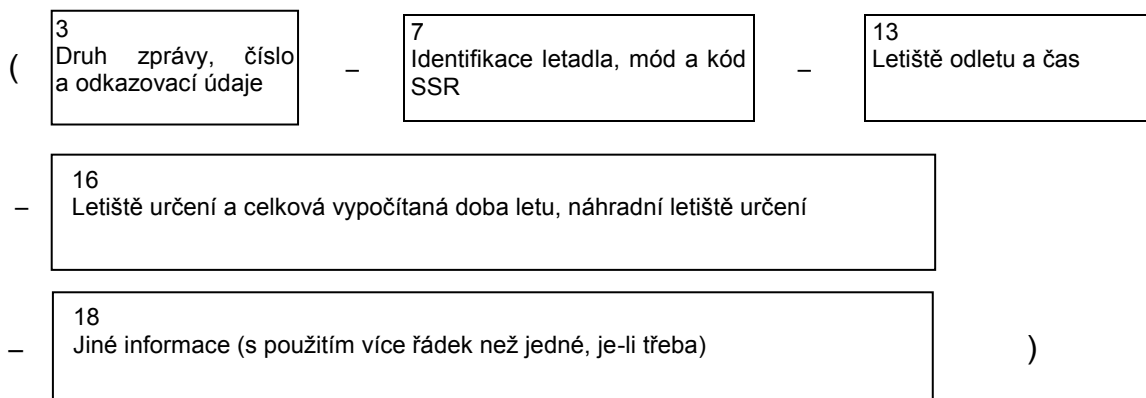 3
Druh zprávy, číslo
a odkazovací údaje
7
Identifikace letadla, mód a kód
SSR
13
Letiště odletu a čas
( – –
16
Letiště určení a celková vypočítaná doba letu, náhradní letiště určení
–
18
Jiné informace (s použitím více řádek než jedné, je-li třeba)
– )